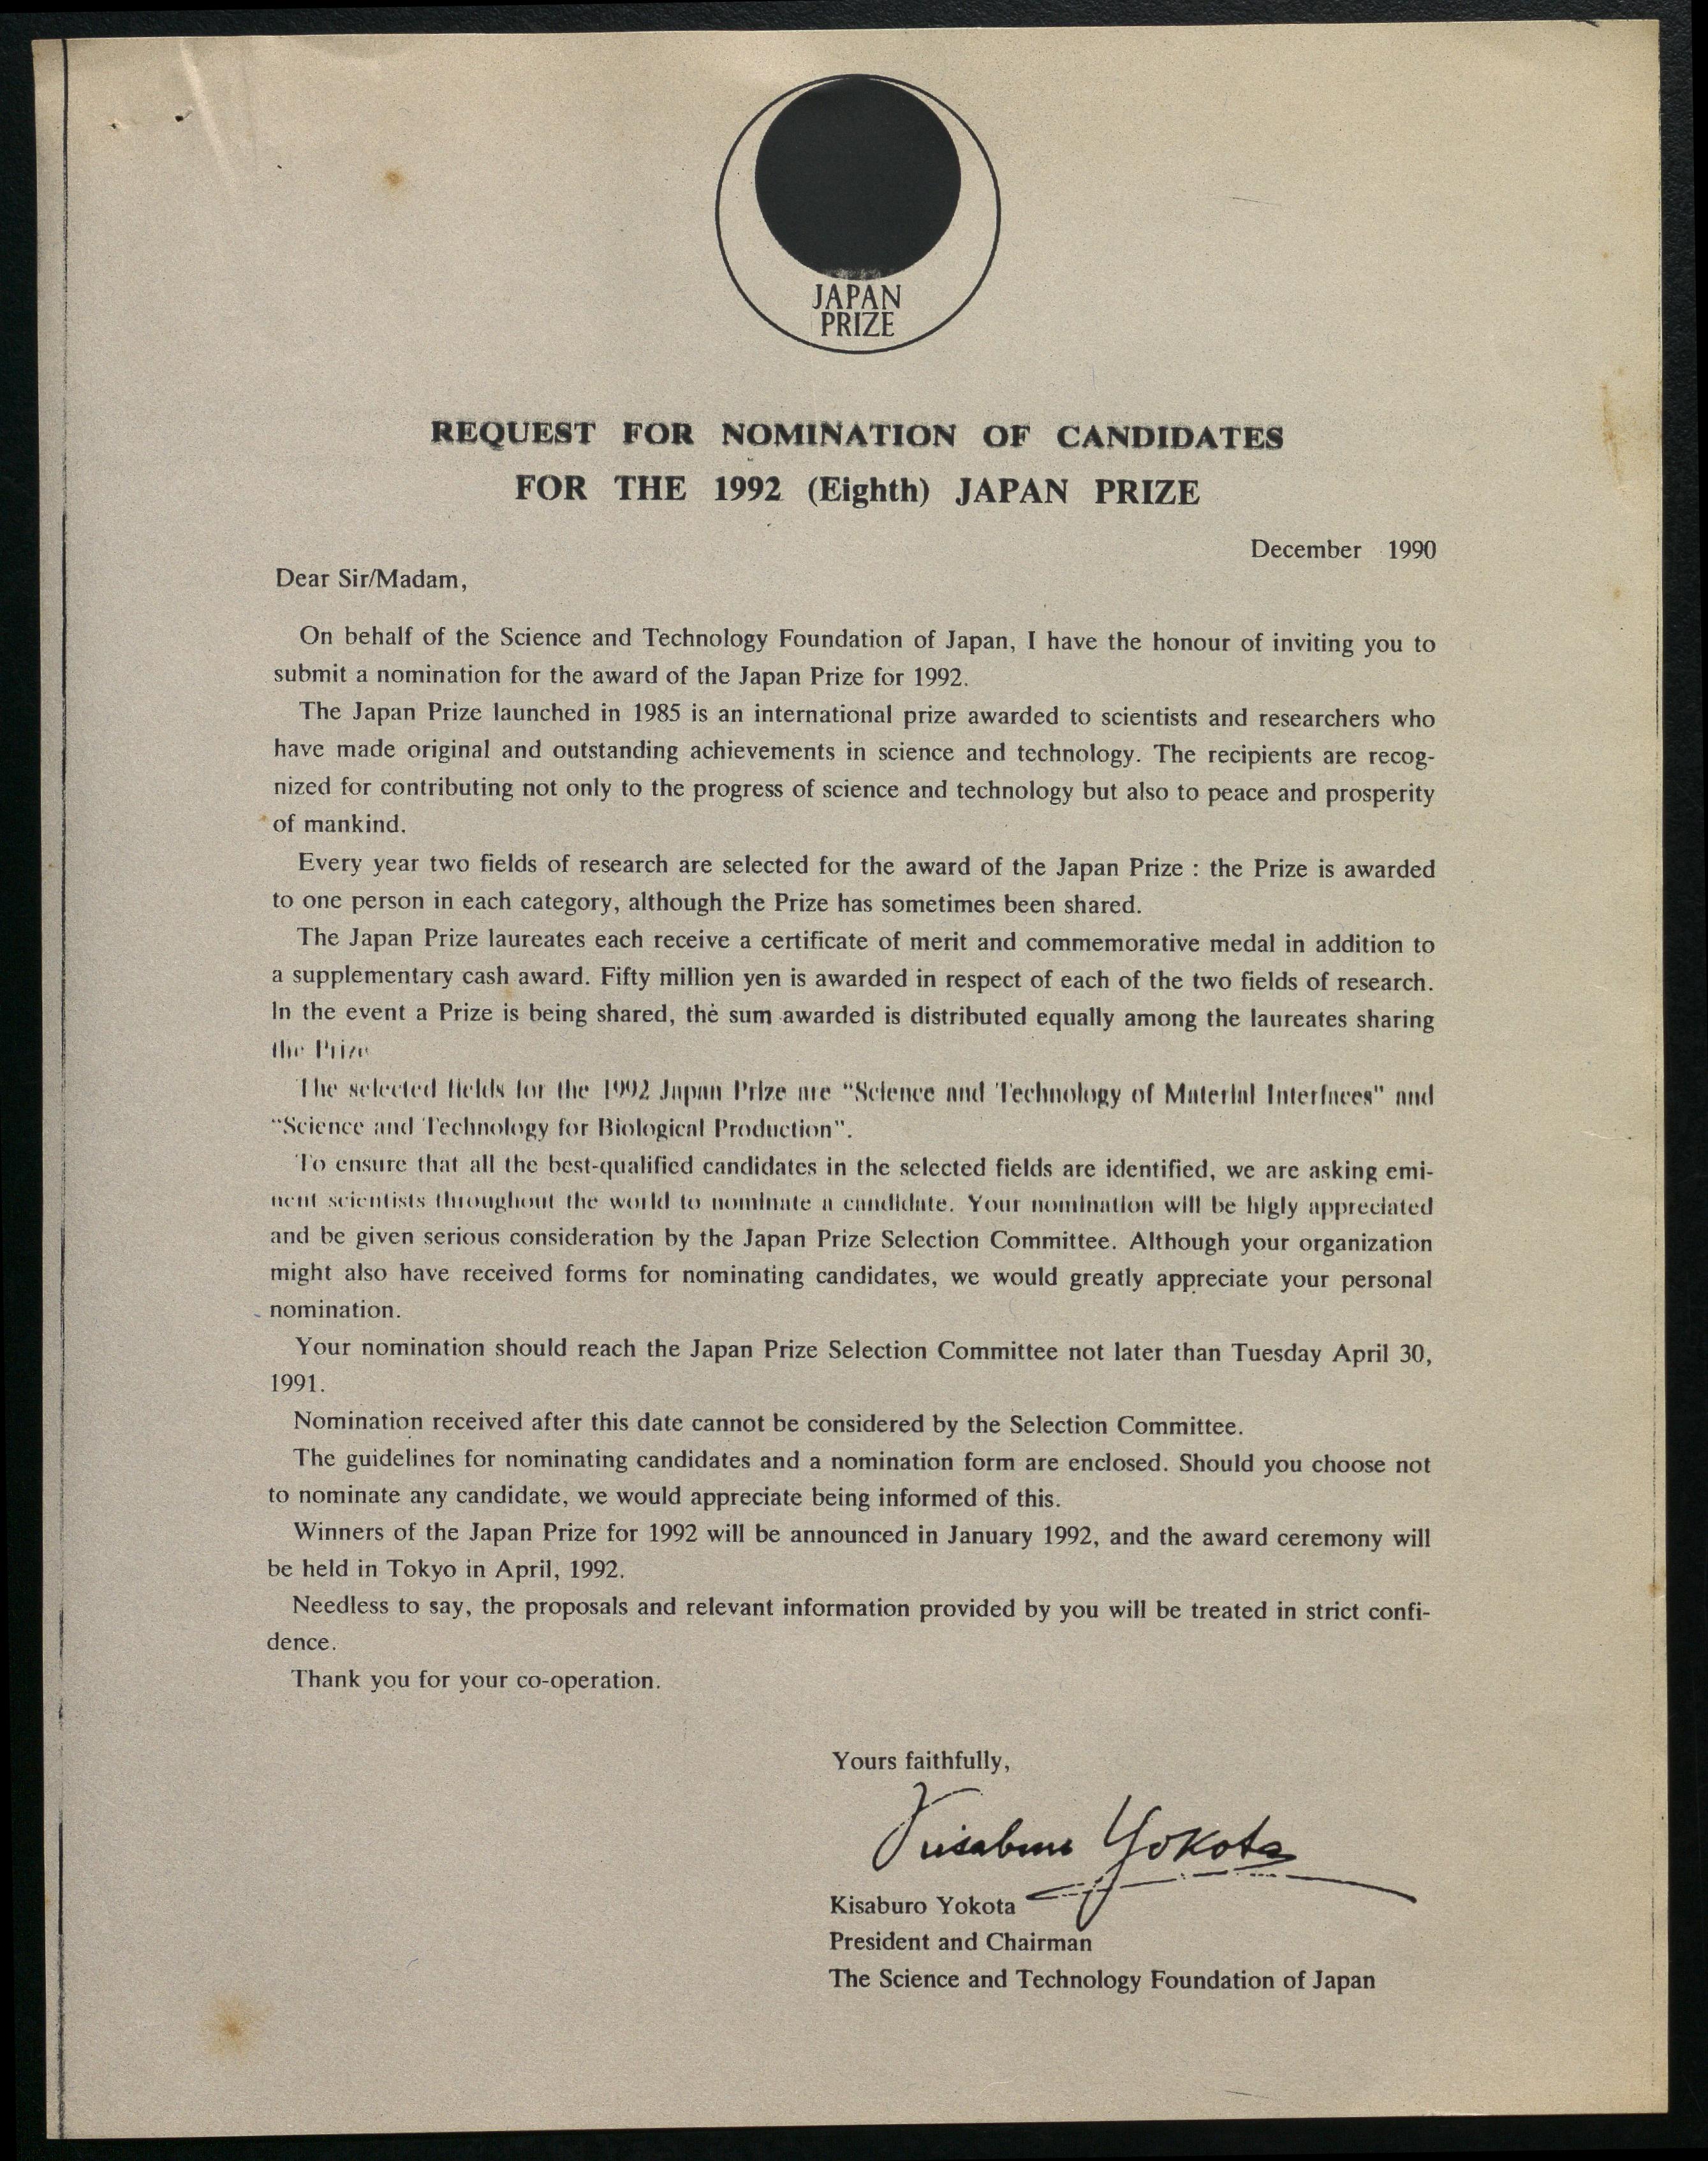 JAPAN
PRIZE
REQUEST FOR NOMINATION OF CANDIDATES
FOR THE 1992 (Eighth) JAPAN PRIZE
December 1990
Dear Sir/Madam,
On behalf of the Science and Technology Foundation of Japan, I have the honour of inviting you to
submit a nomination for the award of the Japan Prize for 1992.
The Japan Prize launched in 1985 is an international prize awarded to scientists and researchers who
have made original and outstanding achievements in science and technology. The recipients are recog-
nized for contributing not only to the progress of science and technology but also to peace and prosperity
of mankind.
Every year two fields of research are selected for the award of the Japan Prize : the Prize is awarded
to one person in each category, although the Prize has sometimes been shared.
The Japan Prize laureates each receive a certificate of merit and commemorative medal in addition to
a supplementary cash award. Fifty million yen is awarded in respect of each of the two fields of research.
In the event a Prize is being shared, the sum awarded is distributed equally among the laureates sharing
the Prize
The selected fields for the 1992 Japan Prize are “Science and Technology of Material Interfaces” and
“Science and Technology for Biological Production”.
To ensure that all the best-qualified candidates in the selected fields are identified, we are asking emi-
nent scientists throughout the world to nominate a candidate. Your nomination will be higly appreciated
and be given serious consideration by the Japan Prize Selection Committee. Although your organization
might also have received forms for nominating candidates, we would greatly appreciate your personal
nomination.
Your nomination should reach the Japan Prize Selection Committee not later than Tuesday April 30,
1991.
Nomination received after this date cannot be considered by the Selection Committee.
The guidelines for nominating candidates and a nomination form are enclosed. Should you choose not
to nominate any candidate, we would appreciate being informed of this.
Winners of the Japan Prize for 1992 will be announced in January 1992, and the award ceremony will
be held in Tokyo in April, 1992.
Needless to say, the proposals and relevant information provided by you will be treated in strict confi-
dence.
Thank you for your co-operation.
Yours faithfully,
Kisaburo Yokota
Kisaburo Yokota
President and Chairman
The Science and Technology Foundation of Japan